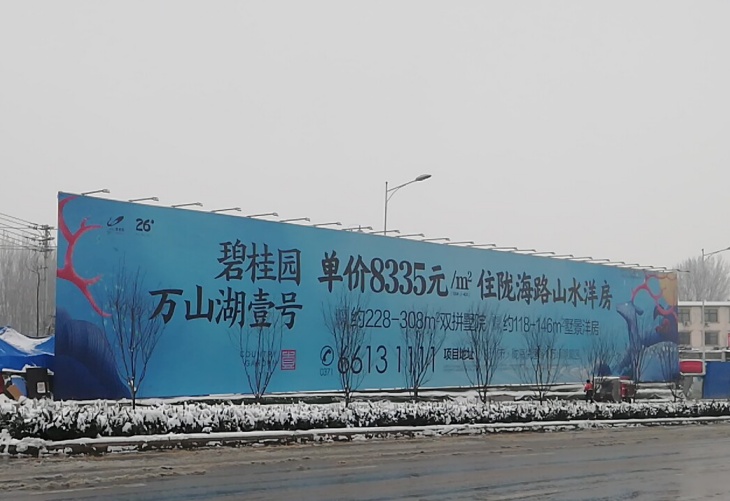 26°
碧桂园
万山湖壹号
单价8335元/m² 住陇海路山水洋房
约228-308m²双拼墅院 约118-146m²墅景洋房
0371 6613 1111 项目地址
COUNTRY GARDEN